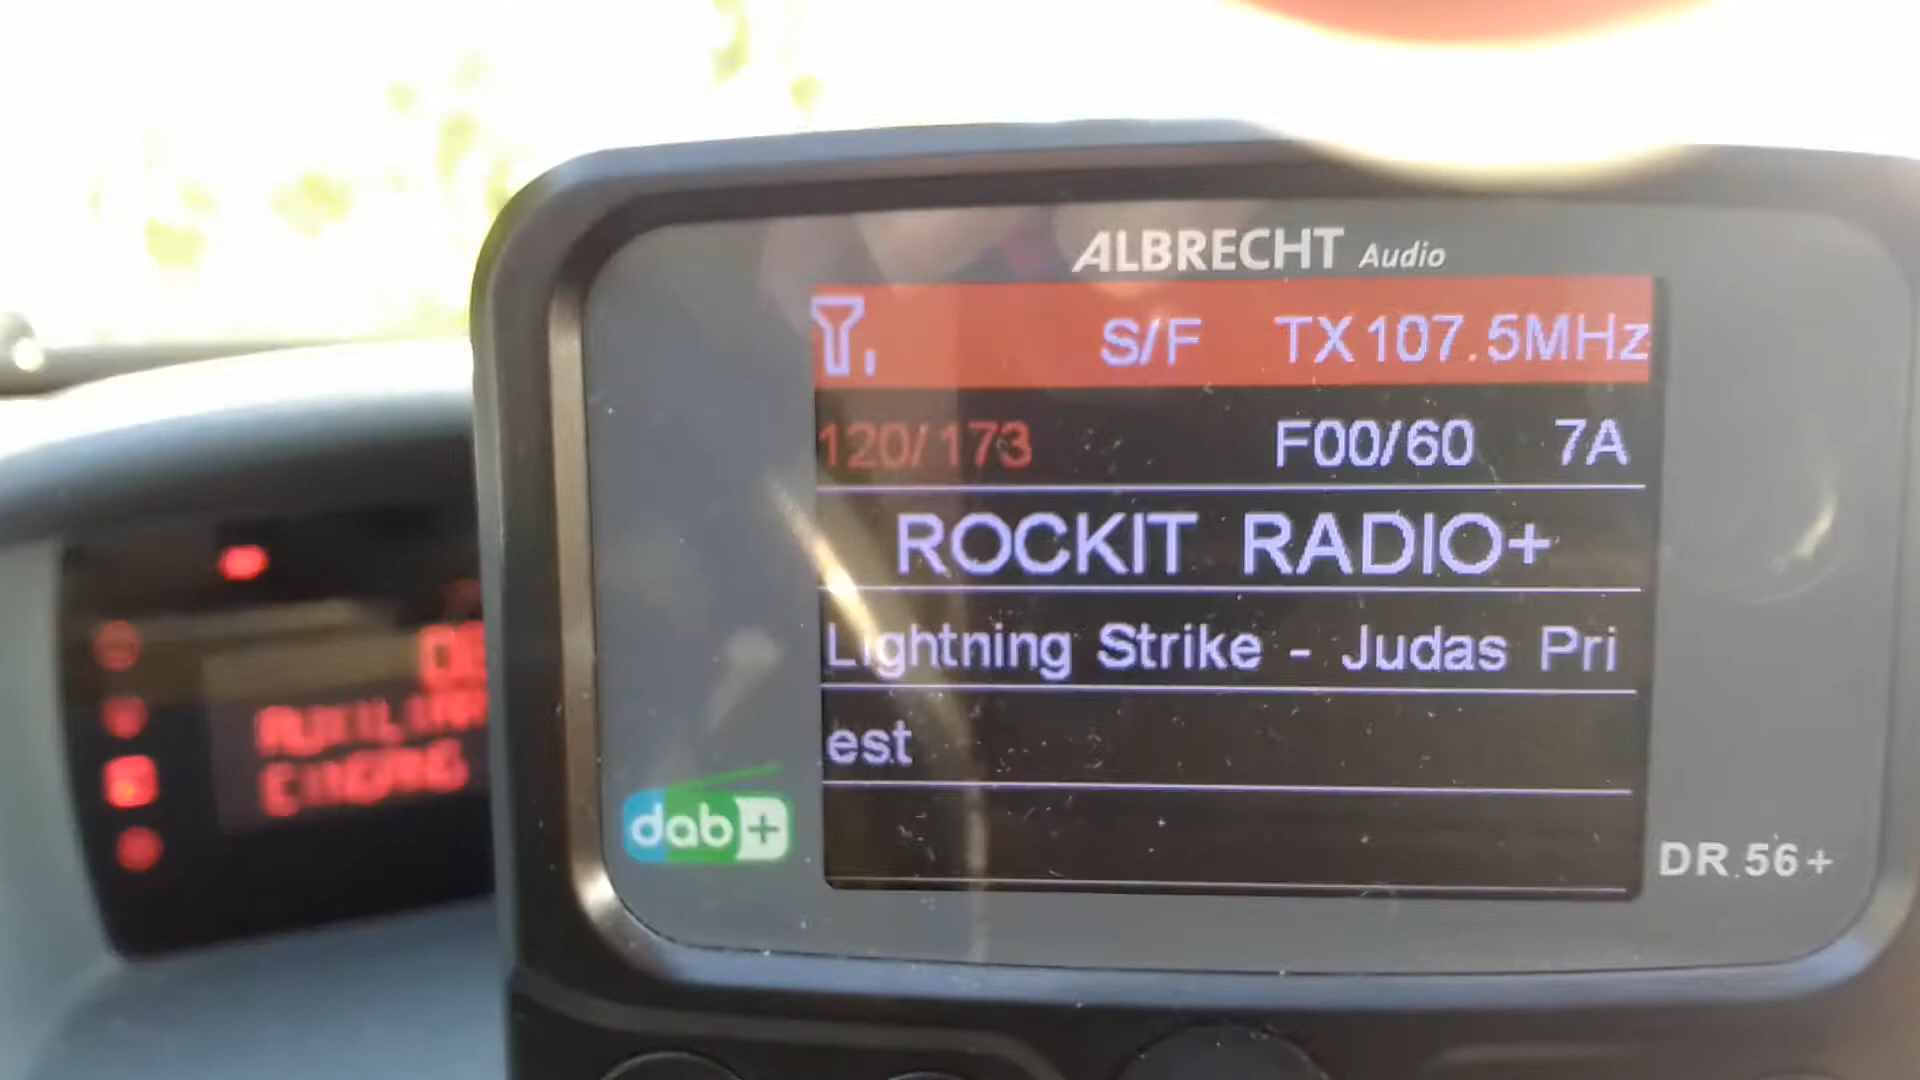 ALBRECHT Audio
S/F TX107.5MHz
120/173 F00/60 7A
ROCKIT RADIO+
Lightning Strike - Judas Pri
est
dab+
DR 56+